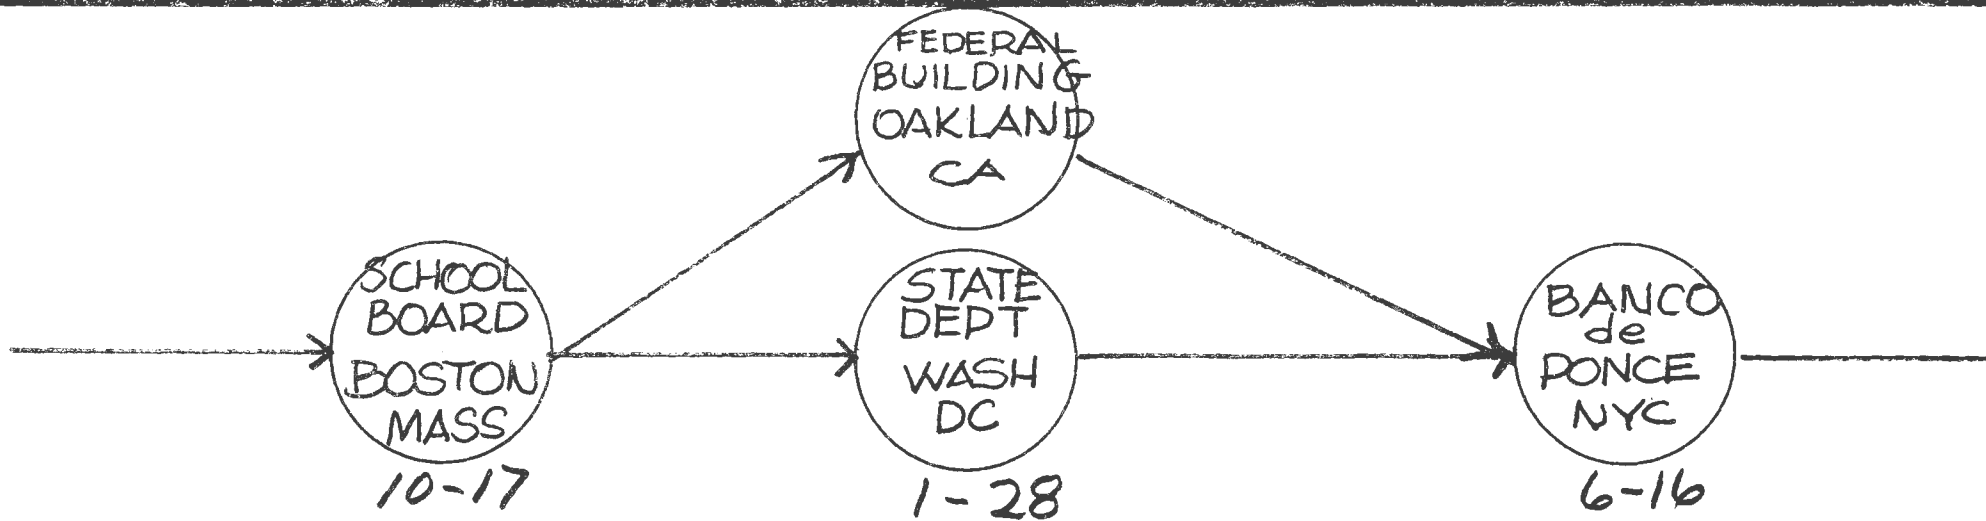 FEDERAL
BUILDING
OAKLAND
CA
SCHOOL
BOARD
BOSTON
MASS
10-17
STATE
DEPT
WASH
DC
1-28
BANCO
de
PONCE
NYC
6-16